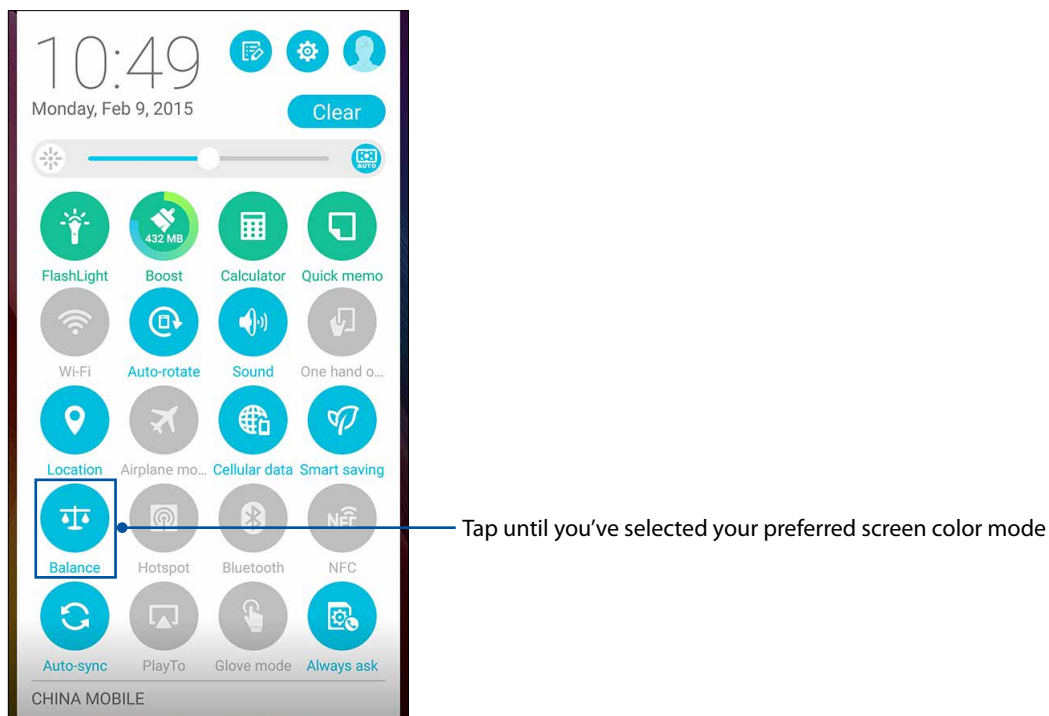 10:49
Monday, Feb 9, 2015
Clear
AUTO
432 MB
FlashLight Boost Calculator Quick memo
Wi-Fi Auto-rotate Sound One hand o...
Location Airplane mo... Cellular data Smart saving
NFC
Tap until you’ve selected your preferred screen color mode
Balance Hotspot Bluetooth NFC
Auto-sync PlayTo Glove mode Always ask
CHINA MOBILE